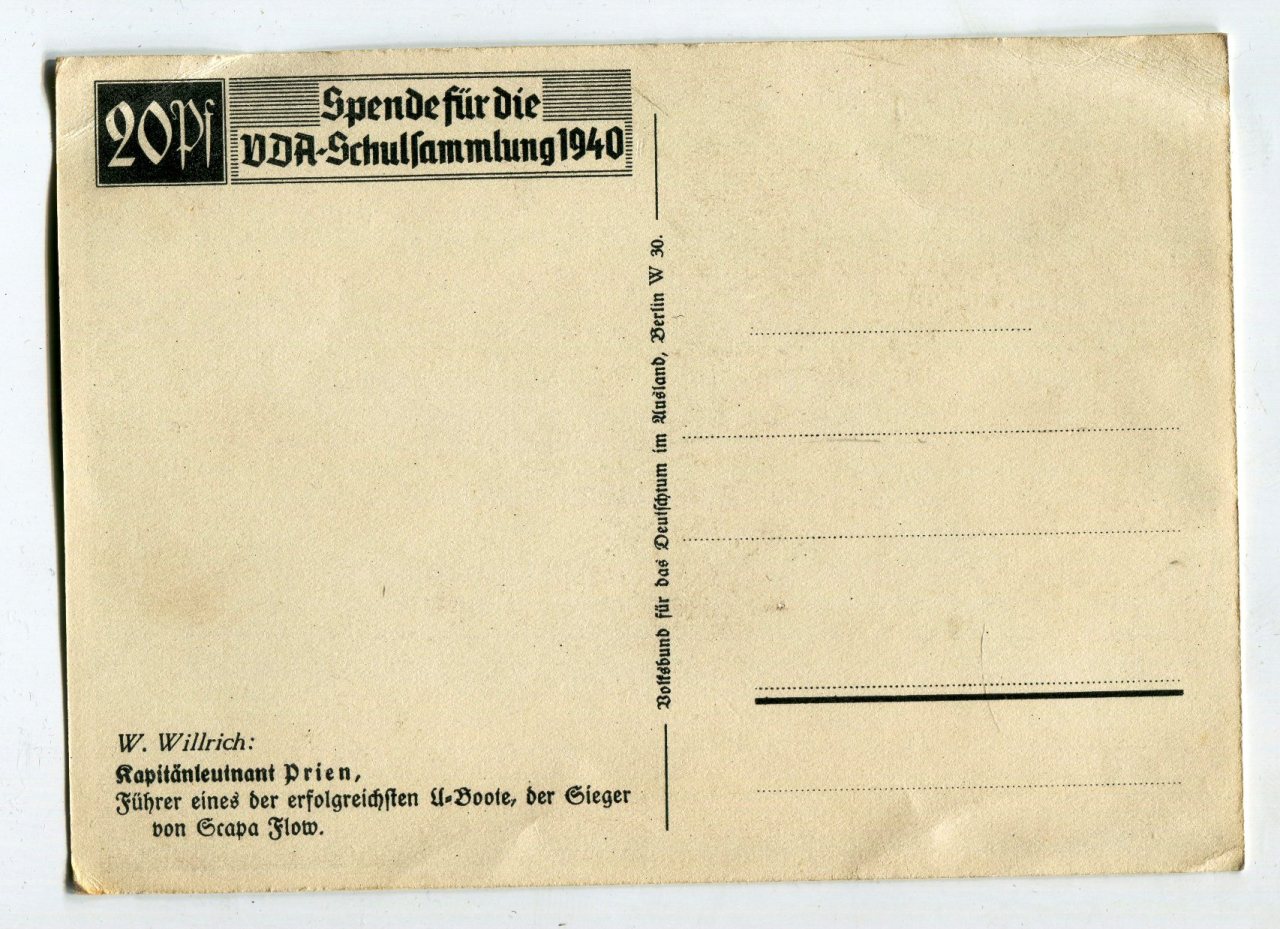 20Pf
Spende für die
VDA-Schulsammlung 1940
Volksbund für das Deutschtum im Ausland, Berlin W 30.
W. Willrich:
Kapitänleutnant Prien,
Führer eines der erfolgreichsten U-Boote, der Sieger
von Scapa Flow.